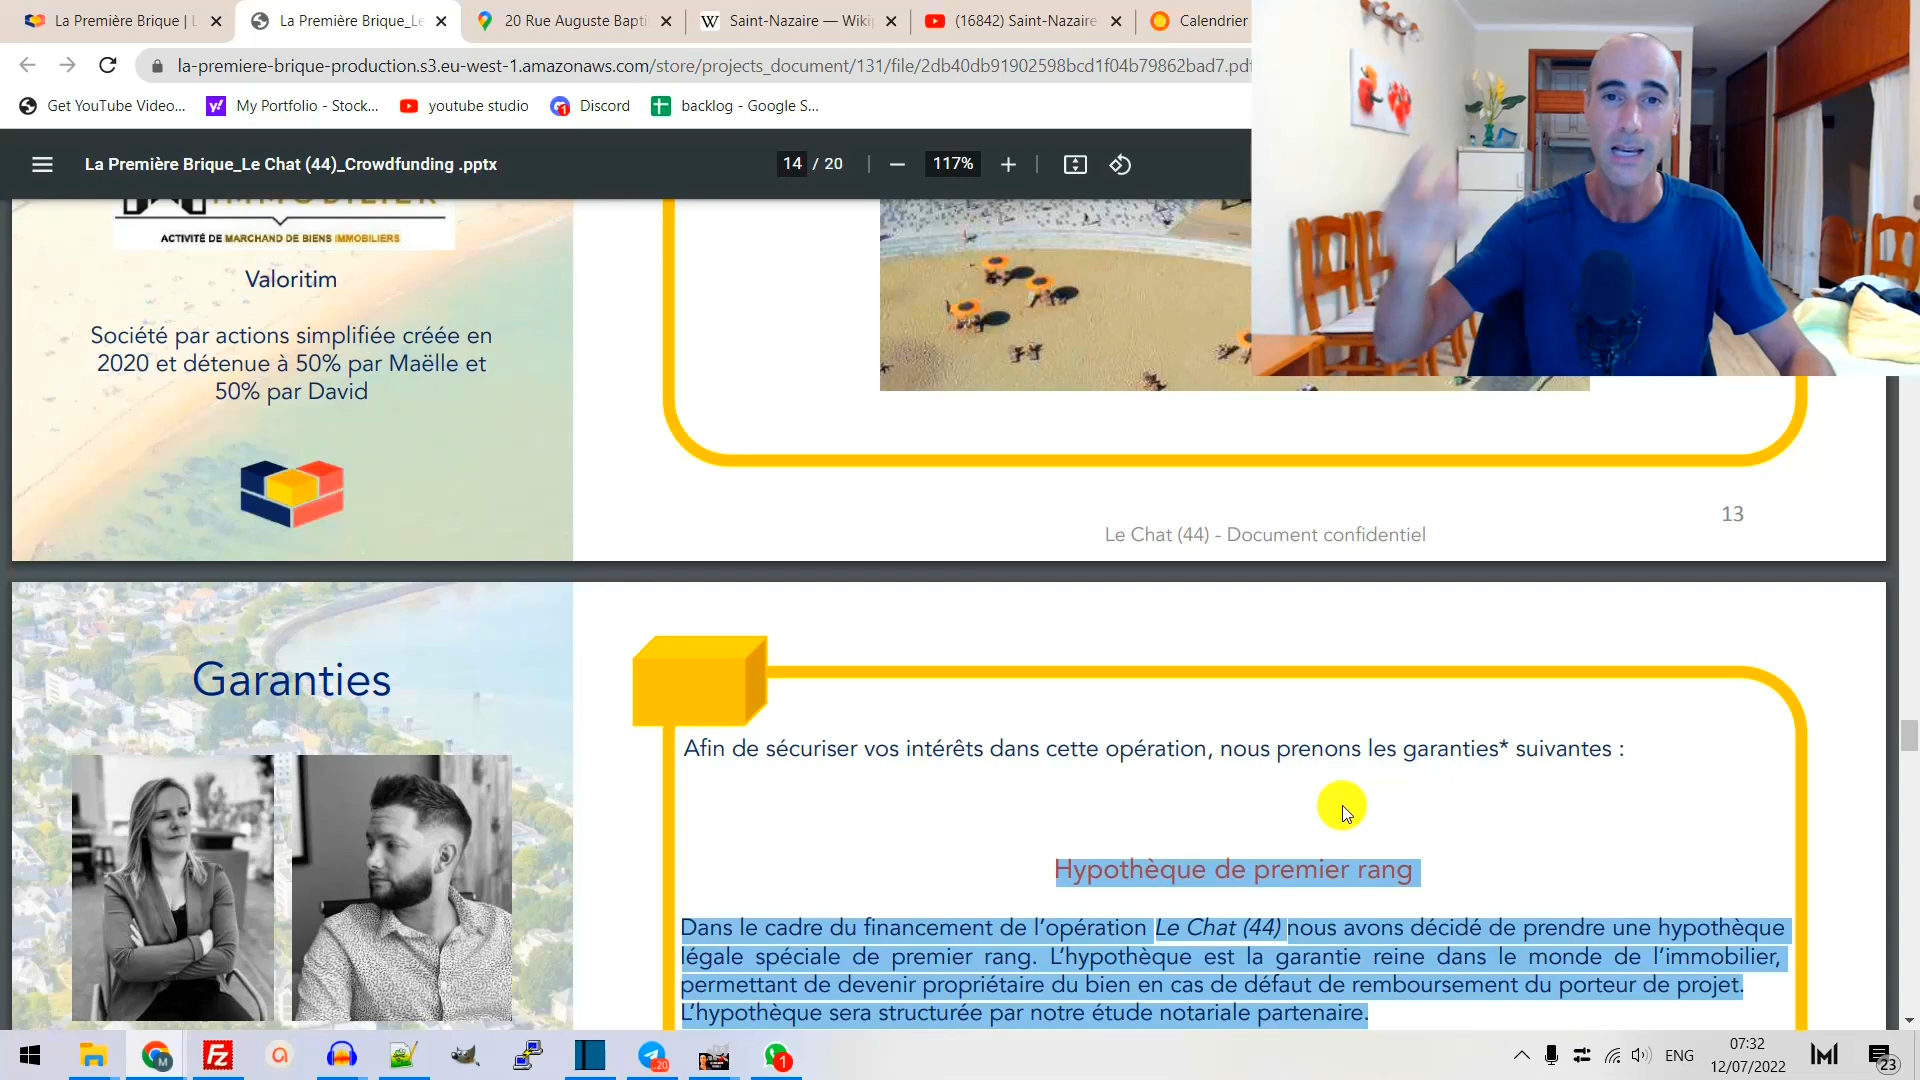 La Première Brique | L
La Première Brique_Le
20 Rue Auguste Bapti
Saint-Nazaire — Wikip
(16842) Saint-Nazaire
Calendrier
la-premiere-brique-production.s3.eu-west-1.amazonaws.com/store/projects_document/131/file/2db40db91902598bcd1f04b79862bad7.pdf
Get YouTube Video...
My Portfolio - Stock...
youtube studio
Discord
backlog - Google S...
La Première Brique_Le Chat (44)_Crowdfunding .pptx
14 / 20
117%
IMMOBILIER
ACTIVITÉ DE MARCHAND DE BIENS IMMOBILIERS
Valoritim
Société par actions simplifiée créée en
2020 et détenue à 50% par Maëlle et
50% par David
13
Le Chat (44) - Document confidentiel
Garanties
Afin de sécuriser vos intérêts dans cette opération, nous prenons les garanties* suivantes :
Hypothèque de premier rang
Dans le cadre du financement de l'opération Le Chat (44) nous avons décidé de prendre une hypothèque
légale spéciale de premier rang. L'hypothèque est la garantie reine dans le monde de l'immobilier,
permettant de devenir propriétaire du bien en cas de défaut de remboursement du porteur de projet.
L'hypothèque sera structurée par notre étude notariale partenaire.
ENG
07:32
12/07/2022
23
20
1